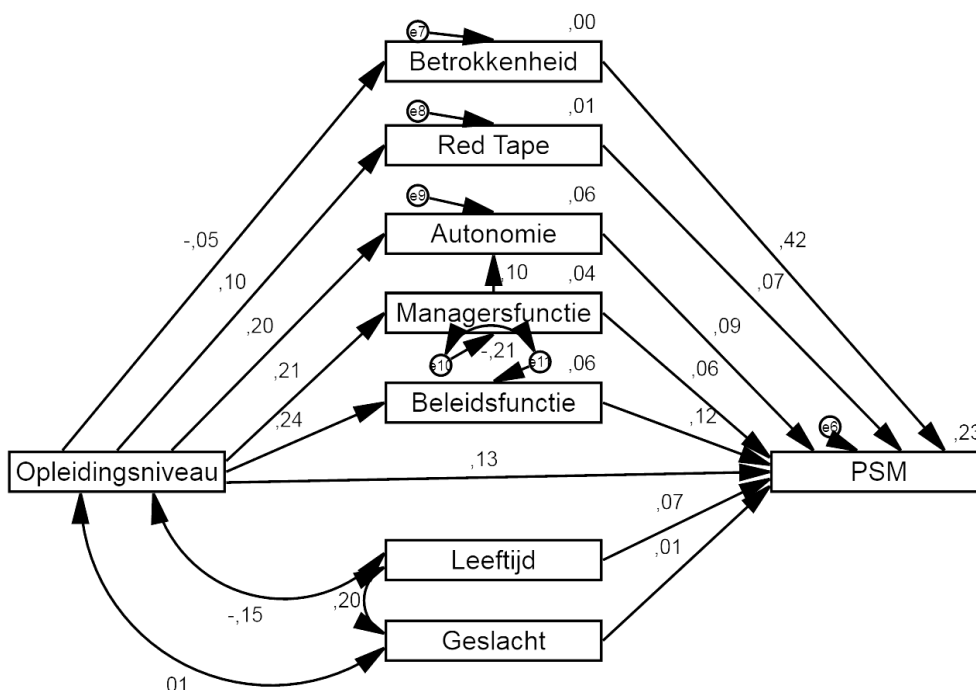 e7
,00
Betrokkenheid
e8
,01
Red Tape
e9
,06
Autonomie
-,05
,42
,10
,04
,10
Managersfunctie
,07
,20
,09
e10
-,21
e11
,06
,21
,06
Beleidsfunctie
,24
,12
e6
,23
Opleidingsniveau
,13
PSM
,07
Leeftijd
,01
-,15
,20
Geslacht
,01